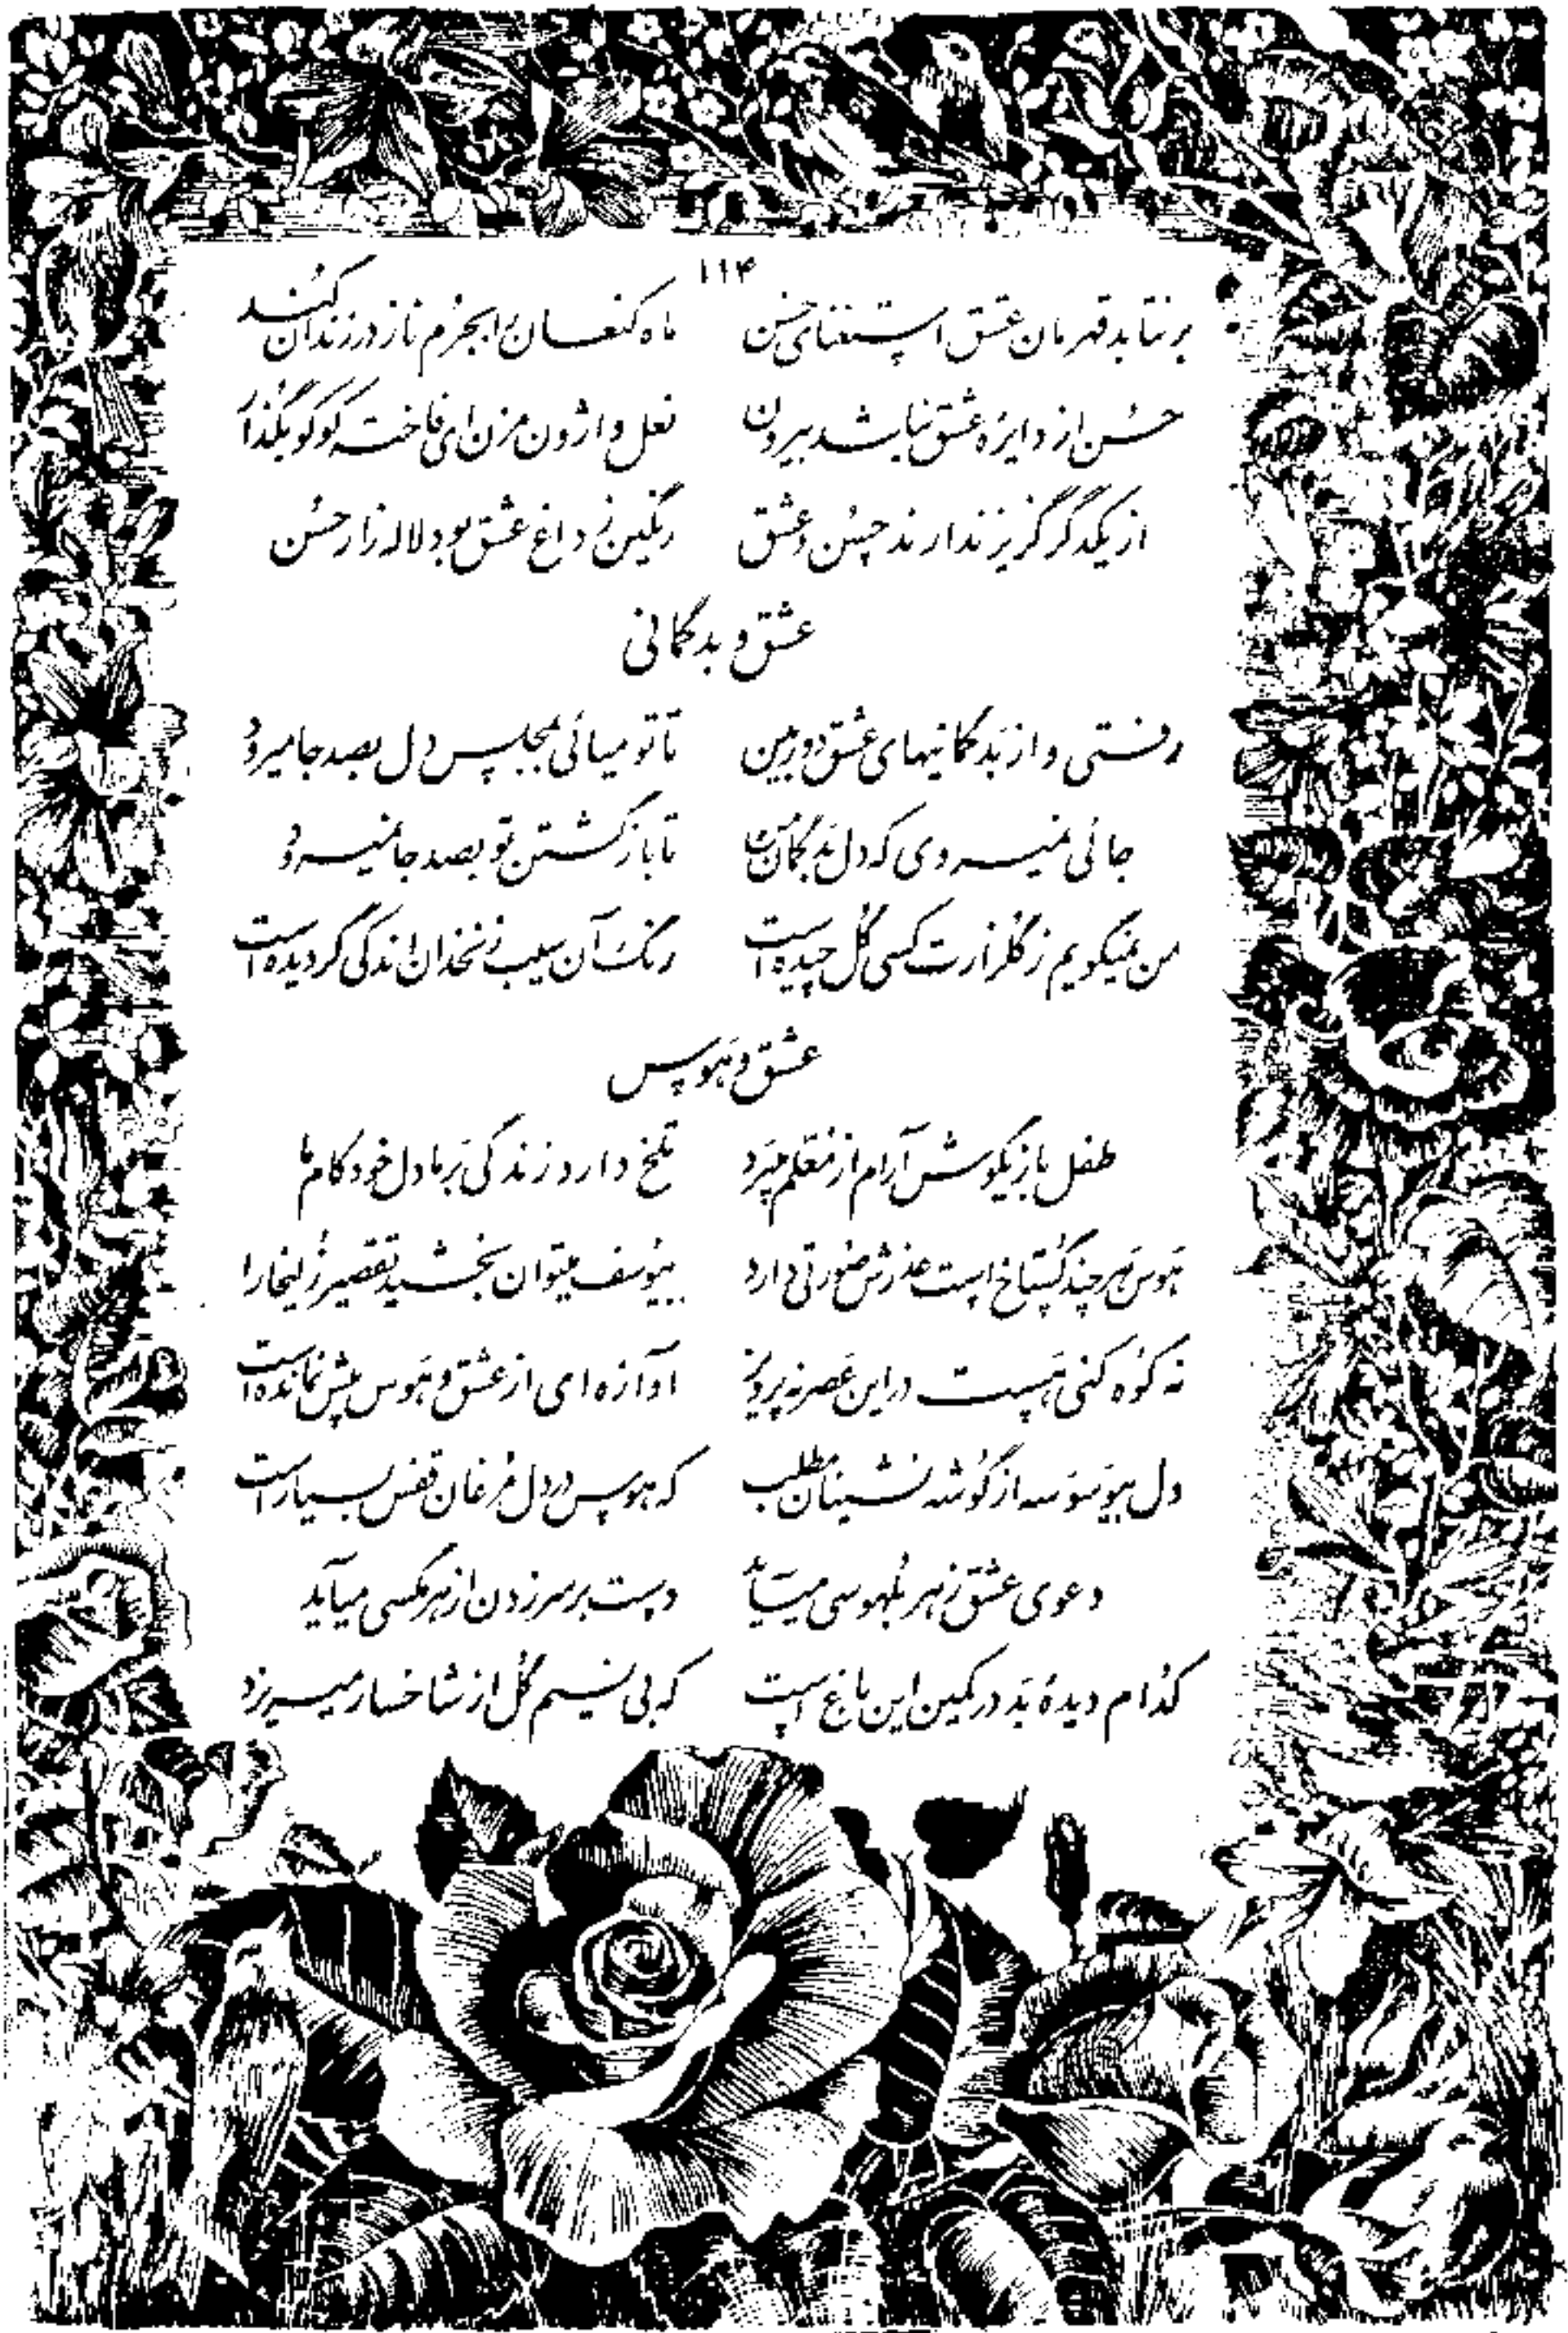 ۱۱۴
برنتابد قهرمان عشق استغنای حسن ماه کنعان را بجرم ناز در زندان کند
حسن از دایره عشق نباشد بیرون نعل واژون مزن ای فاخته کوکو بگذار
از یکدگر گریز ندارند حسن و عشق رنگین ز داغ عشق بود لاله زار حسن
عشق و بدگمانی
رفتی و از بدگمانیهای عشق دوربین تا تو میائی بمجلس دل بصد جا میرود
جائی نمیروی که دل بدگمان من تا بازگشتن تو بصد جا نمیرود
من نمیگویم ز گلزارت کسی گل چیده است رنگ آن سیب زنخدان اندکی گردیده است
عشق و هوس
طفل بازیگوش آرام از معلم میبرد تلخ دارد زندگی بر ما دل خودکام ما
هوس هر چند گستاخ است عذرش صورتی دارد بیوسف میتوان بخشید تقصیر زلیخا را
نه کوه کنی هست در این عصر نه پرویز آوازه ای از عشق و هوس بیش نمانده است
دل بیوسوسه از گوشه نشینان مطلب که هوس در دل مرغان قفس بسیار است
دعوی عشق ز هر بلهوسی میآید دست بر سر زدن از هر مگسی میآید
کدام دیدهٔ بد در کمین این باغ است که بی نسیم گل از شاخسار میریزد